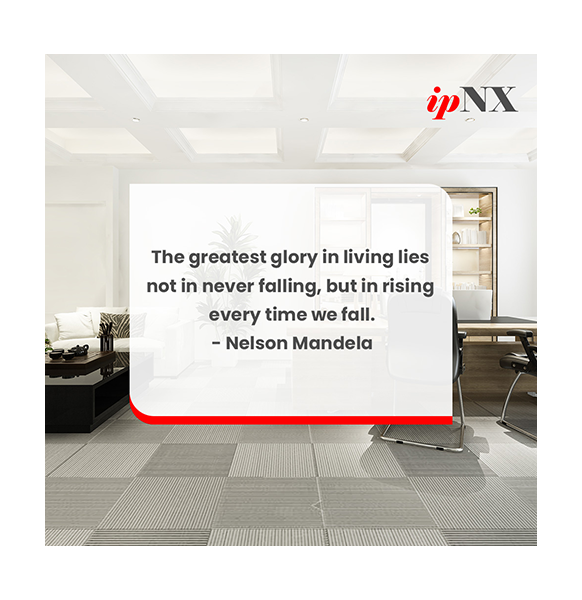 ipNX
The greatest glory in living lies
not in never falling, but in rising
every time we fall.
- Nelson Mandela